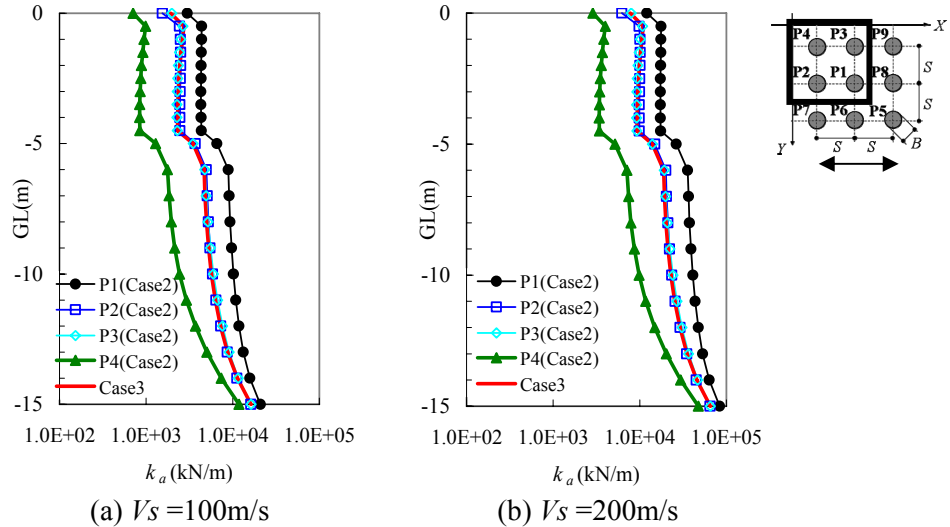 0
-5
-10
-15
GL(m)
P1(Case2)
P2(Case2)
P3(Case2)
P4(Case2)
Case3
1.0E+02 1.0E+03 1.0E+04 1.0E+05
k a (kN/m)
(a) Vs =100m/s
0
-5
-10
-15
GL(m)
P1(Case2)
P2(Case2)
P3(Case2)
P4(Case2)
Case3
1.0E+02 1.0E+03 1.0E+04 1.0E+05
k a (kN/m)
(b) Vs =200m/s
X
P4 P3 P9
S
P2 P1 P8
S
P7 P6 P5
S S B
Y